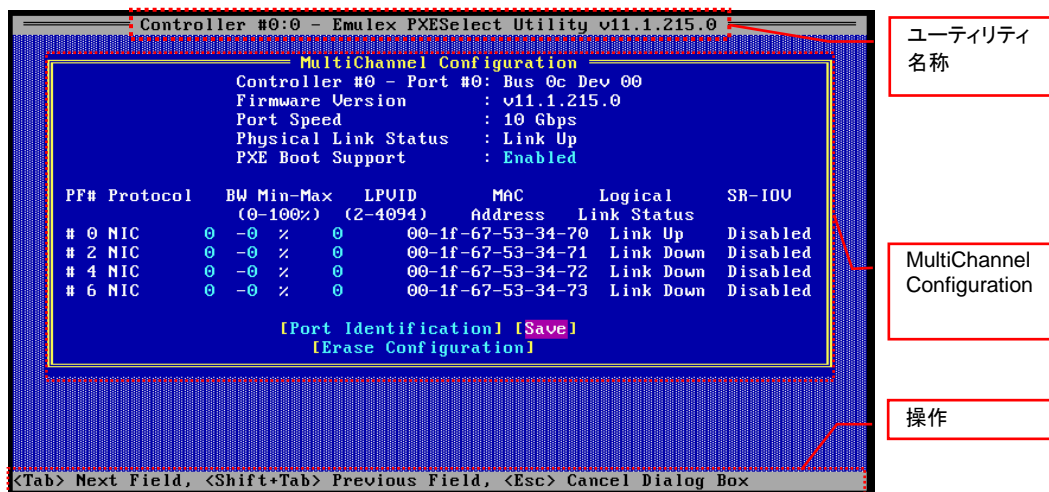 Controller #0:0 - Emulex PXESelect Utility v11.1.215.0
MultiChannel Configuration
Controller #0 - Port #0: Bus 0c Dev 00
Firmware Version : v11.1.215.0
Port Speed : 10 Gbps
Physical Link Status : Link Up
PXE Boot Support : Enabled
PF# Protocol BW Min-Max LPVID MAC Logical SR-IOV
(0-100%) (2-4094) Address Link Status
# 0 NIC 0 -0 % 0 00-1f-67-53-34-70 Link Up Disabled
# 2 NIC 0 -0 % 0 00-1f-67-53-34-71 Link Down Disabled
# 4 NIC 0 -0 % 0 00-1f-67-53-34-72 Link Down Disabled
# 6 NIC 0 -0 % 0 00-1f-67-53-34-73 Link Down Disabled
[Port Identification] [Save]
[Erase Configuration]
<Tab> Next Field, <Shift+Tab> Previous Field, <Esc> Cancel Dialog Box
ユーティリティ
名称
MultiChannel
Configuration
操作